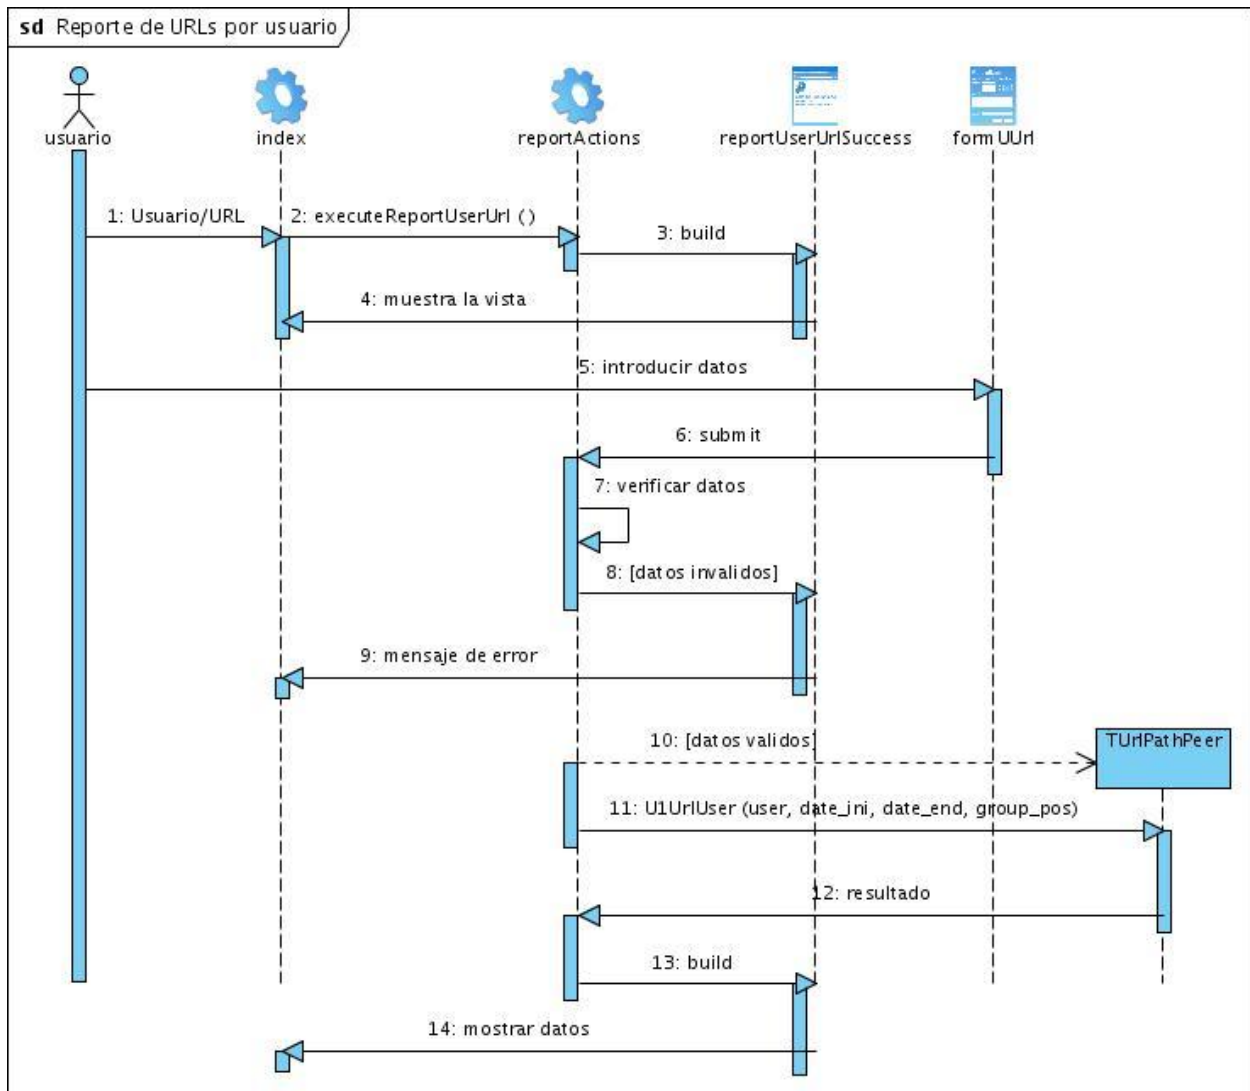 sd Reporte de URLs por usuario
usuario
index
reportActions
reportUserUrlSuccess
formUUrl
1: Usuario/URL
2: executeReportUserUrl ()
3: build
4: muestra la vista
5: introducir datos
6: submit
7: verificar datos
8: [datos invalidos]
9: mensaje de error
10: [datos validos]
TUrlPathPeer
11: U1UrlUser (user, date_ini, date_end, group_pos)
12: resultado
13: build
14: mostrar datos